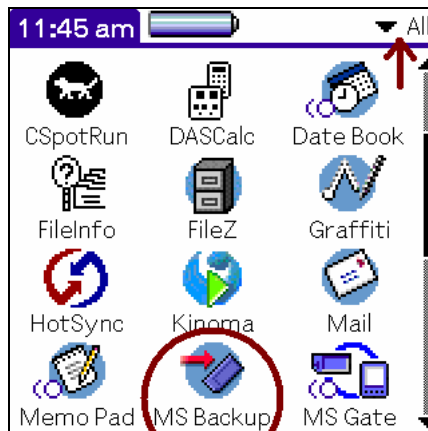 11:45 am All
CSpotRun DASCalc Date Book
FileInfo FileZ Graffiti
HotSync Kinoma Mail
Memo Pad MS Backup MS Gate